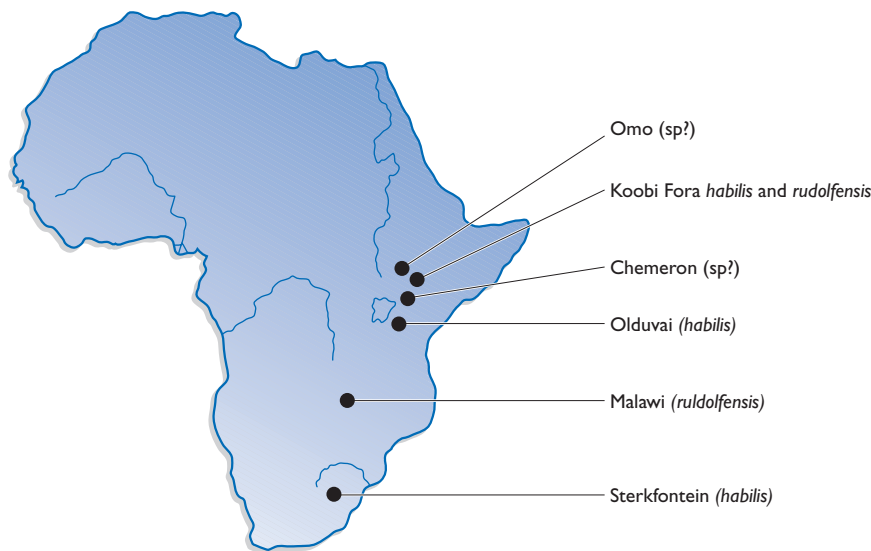 Omo (sp?)
Koobi Fora habilis and rudolfensis
Chemeron (sp?)
Olduvai (habilis)
Malawi (ruldolfensis)
Sterkfontein (habilis)